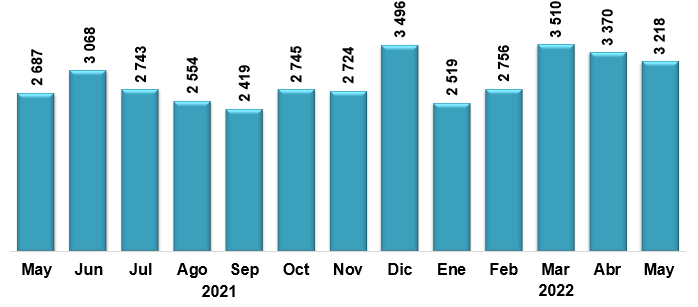 2 687 3 068 2 743 2 554 2 419 2 745 2 724 3 496 2 519 2 756 3 510 3 370 3 218
May Jun Jul Ago Sep Oct Nov Dic Ene Feb Mar Abr May
2021 2022